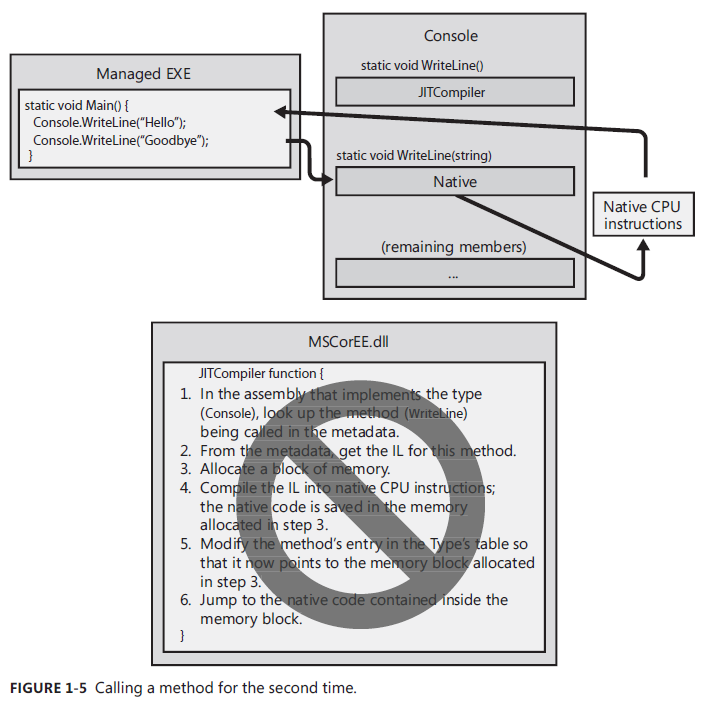 Console
static void WriteLine()
JITCompiler
Managed EXE
static void Main() {
Console.WriteLine(“Hello”);
Console.WriteLine(“Goodbye”);
}
static void WriteLine(string)
Native
Native CPU
instructions
(remaining members)
...
MSCorEE.dll
JITCompiler function {
1. In the assembly that implements the type
(Console), look up the method (WriteLine)
being called in the metadata.
2. From the metadata, get the IL for this method.
3. Allocate a block of memory.
4. Compile the IL into native CPU instructions;
the native code is saved in the memory
allocated in step 3.
5. Modify the method’s entry in the Type’s table so
that it now points to the memory block allocated
in step 3.
6. Jump to the native code contained inside the
memory block.
}
FIGURE 1-5 Calling a method for the second time.